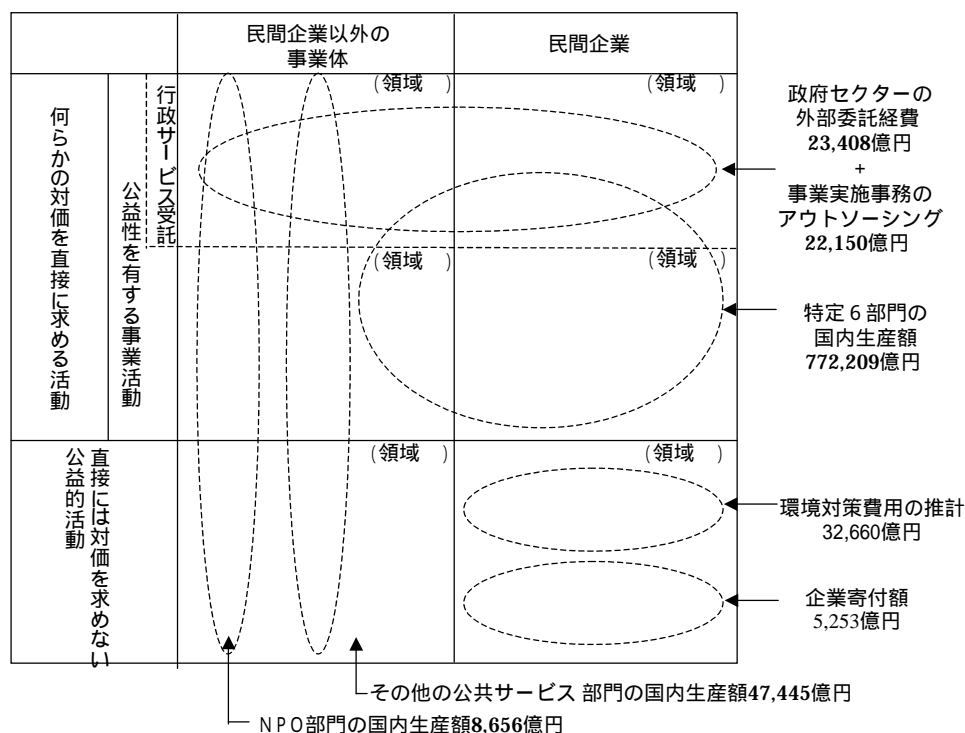 民間企業以外の
事業体
民間企業
何らかの対価を直接に求める活動
公益性を有する事業活動
行政サービス受託
(領域　)
(領域　)
(領域　)
(領域　)
直接には対価を求めない
公益的活動
(領域　)
(領域　)
政府セクターの
外部委託経費
23,408億円
+
事業実施事務の
アウトソーシング
22,150億円
特定6部門の
国内生産額
772,209億円
環境対策費用の推計
32,660億円
企業寄付額
5,253億円
その他の公共サービス 部門の国内生産額47,445億円
NPO部門の国内生産額8,656億円